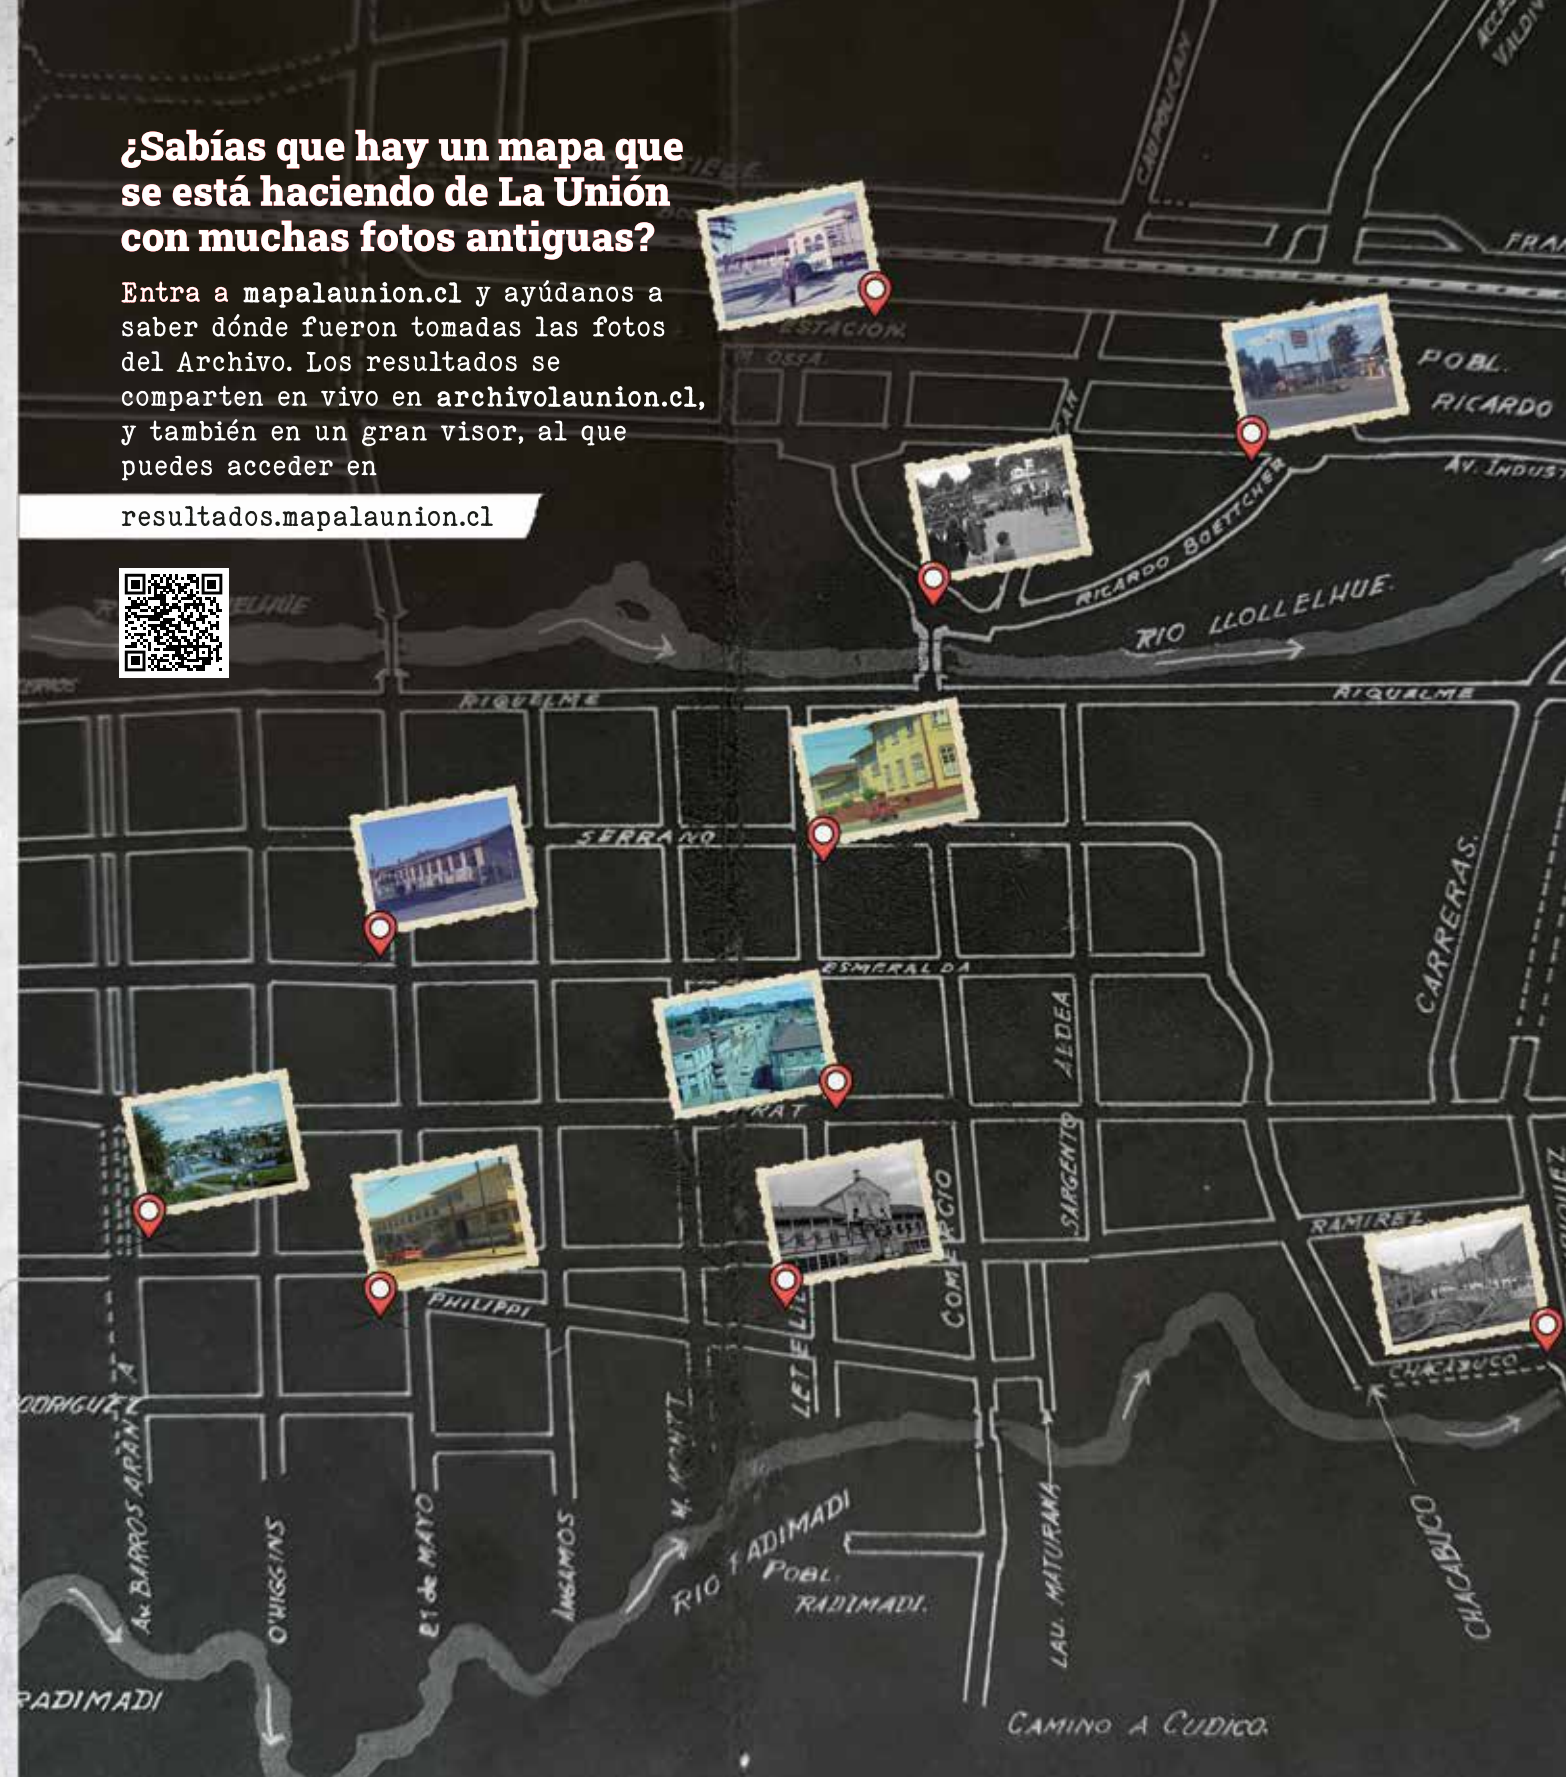 ¿Sabías que hay un mapa que
se está haciendo de La Unión
con muchas fotos antiguas?
Entra a mapalaunion.cl y ayúdanos a
saber dónde fueron tomadas las fotos
del Archivo. Los resultados se
comparten en vivo en archivolaunion.cl,
y también en un gran visor, al que
puedes acceder en
resultados.mapalaunion.cl
CAUPOLICAN
ESTACION.
OSSA.
POBL.
RICARDO
RICARDO BOETTCHER
RIO LLOLLELHUE.
RIQUELME
RIQUELME
SERRANO
CARRERAS.
ESMERALDA
SARGENTO ALDEA
COMERCIO
RAMIREZ
PHILIPPI
CHACABUCO
Av. BARROS ARANA
O'HIGGINS
21 de MAYO
ANGAMOS
M. MONTT
RIO RADIMADI
POBL.
RADIMADI.
LAU. MATURANA
CHACABUCO
RADIMADI
CAMINO A CUDICO.